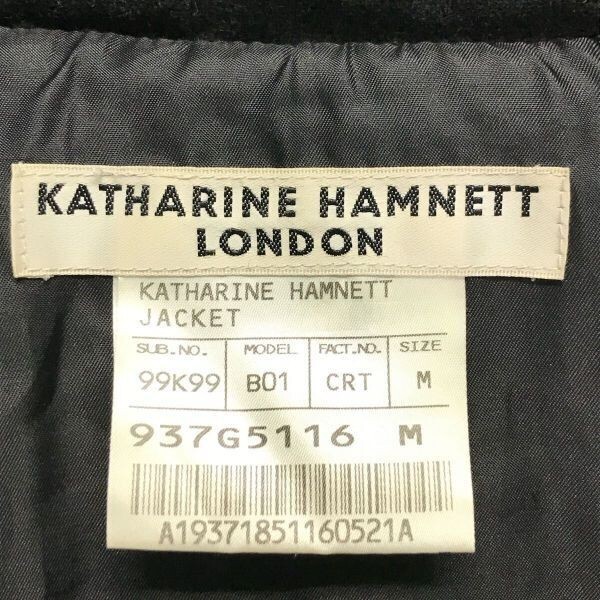 KATHARINE HAMNETT
LONDON
KATHARINE HAMNETT
JACKET
SUB.NO. MODEL FACT.NO. SIZE
99K99 B01 CRT M
937G5116 M
A19371851160521A